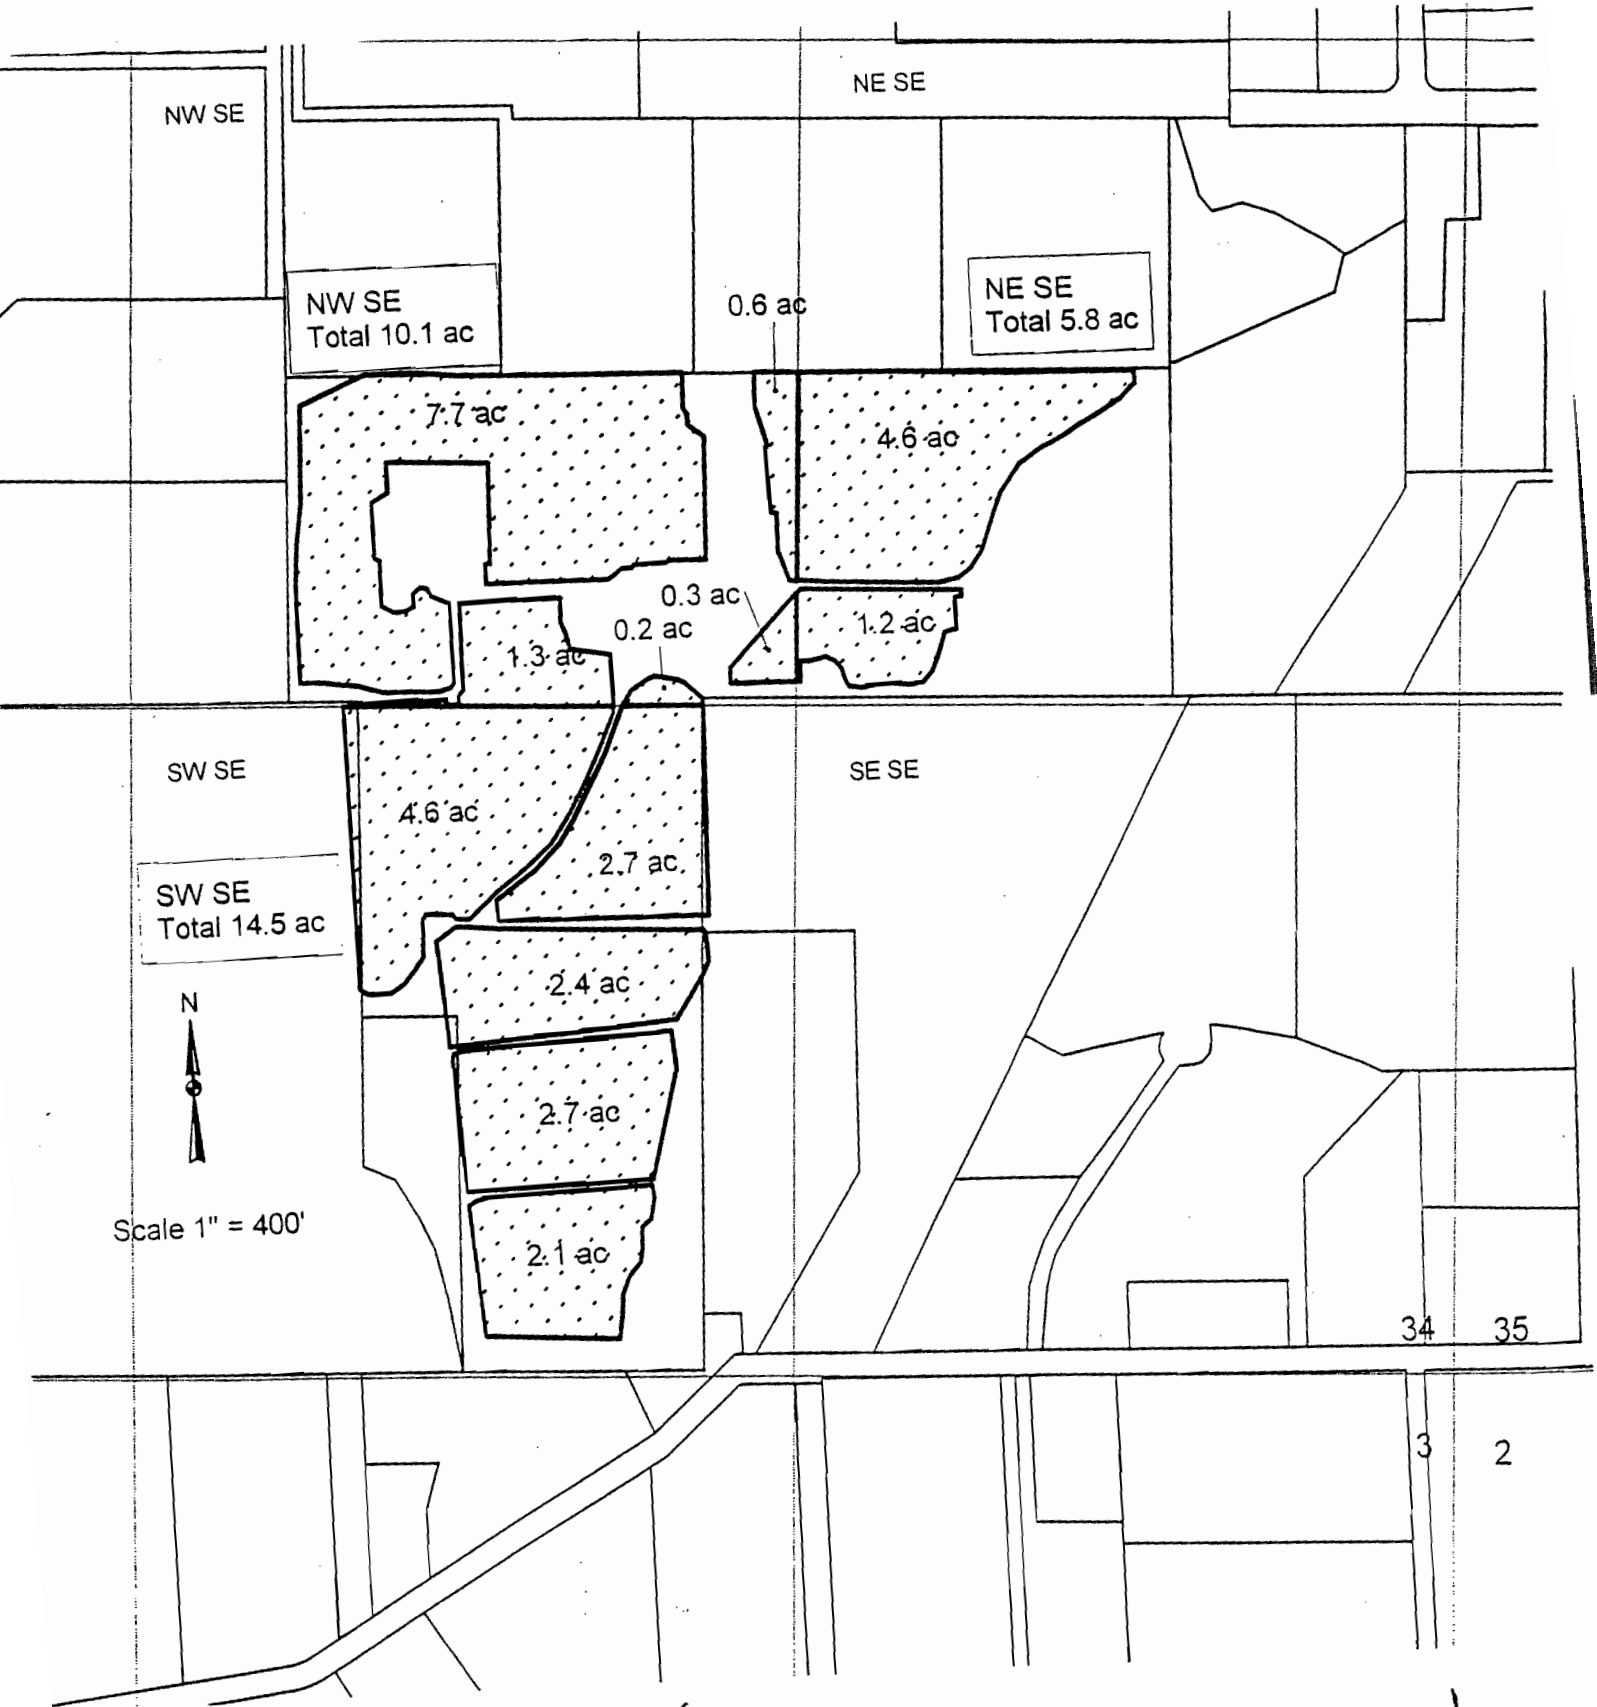 NE SE
NW SE
NW SE
Total 10.1 ac
0.6 ac
NE SE
Total 5.8 ac
7.7 ac
4.6 ac
0.3 ac
0.2 ac
1.2 ac
1.3 ac
SW SE
SE SE
4.6 ac
2.7 ac
SW SE
Total 14.5 ac
2.4 ac
N
2.7 ac
Scale 1" = 400'
2.1 ac
34
35
3
2